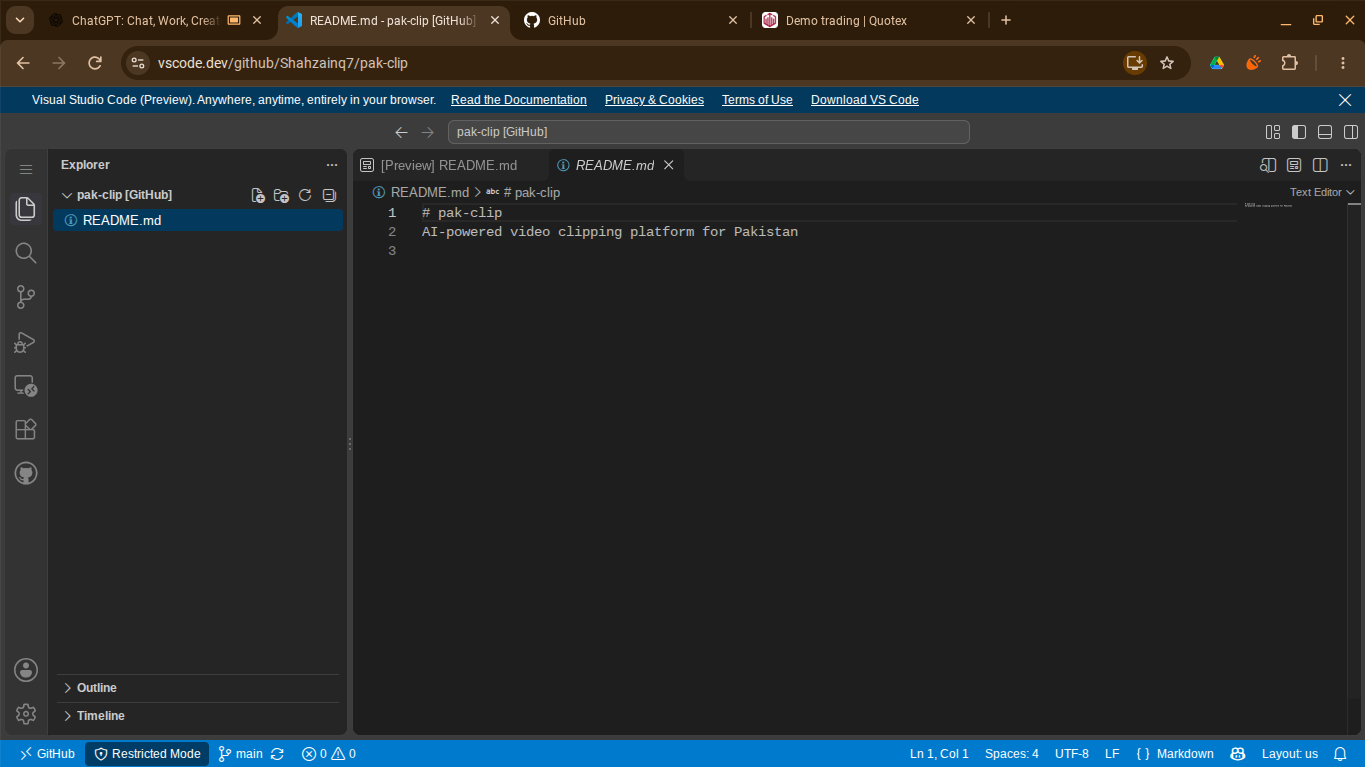 ChatGPT: Chat, Work, Creat
README.md - pak-clip [GitHub]
GitHub
Demo trading | Quotex
vscode.dev/github/Shahzainq7/pak-clip
Visual Studio Code (Preview). Anywhere, anytime, entirely in your browser. Read the Documentation Privacy & Cookies Terms of Use Download VS Code
pak-clip [GitHub]
Explorer
pak-clip [GitHub]
README.md
[Preview] README.md
README.md
README.md > abc # pak-clip
Text Editor
1 # pak-clip
2 AI-powered video clipping platform for Pakistan
3
Outline
Timeline
GitHub Restricted Mode main 0 0 Ln 1, Col 1 Spaces: 4 UTF-8 LF { } Markdown Layout: us